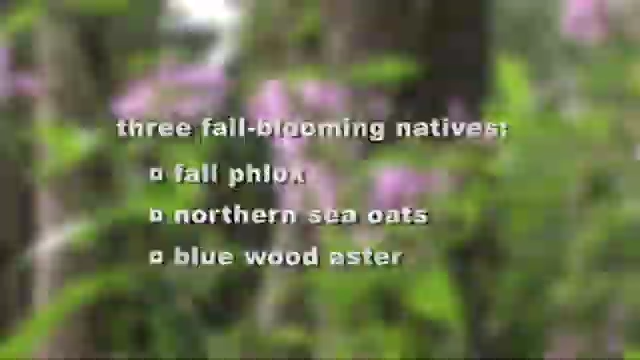 three fall-blooming natives:
▫ fall phlox
▫ northern sea oats
▫ blue wood aster